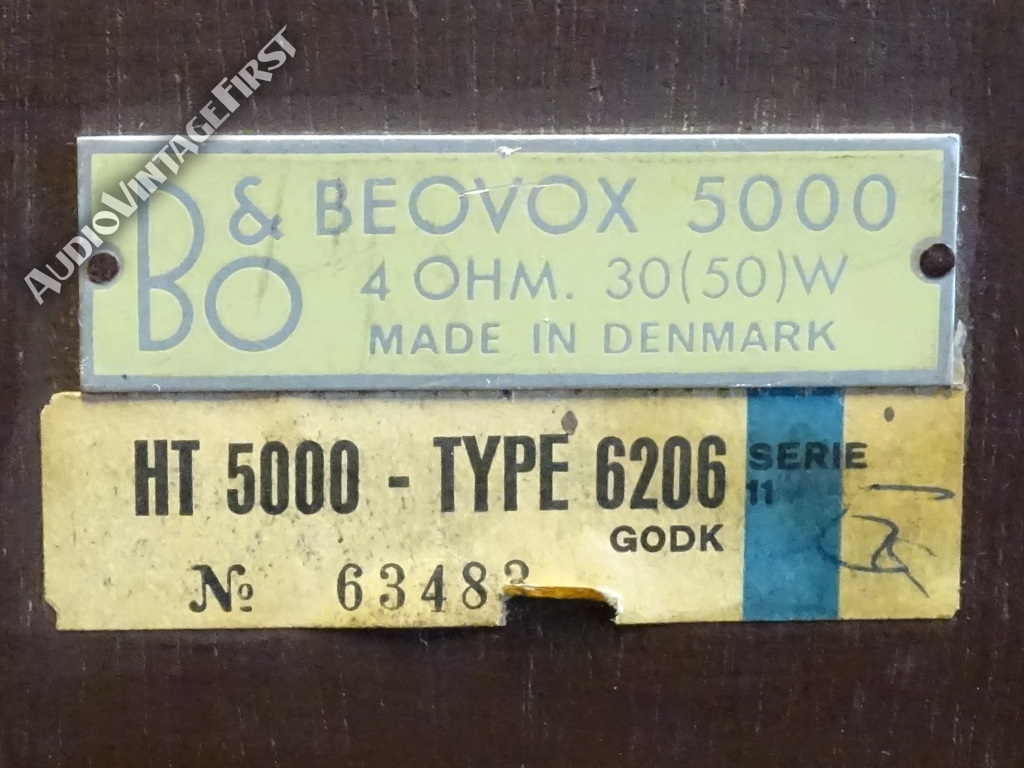 AUDIOVINTAGEFIRST
B&O BEOVOX 5000
4 OHM. 30(50)W
MADE IN DENMARK
HT 5000 - TYPE 6206 SERIE 11
GODK
№ 6348